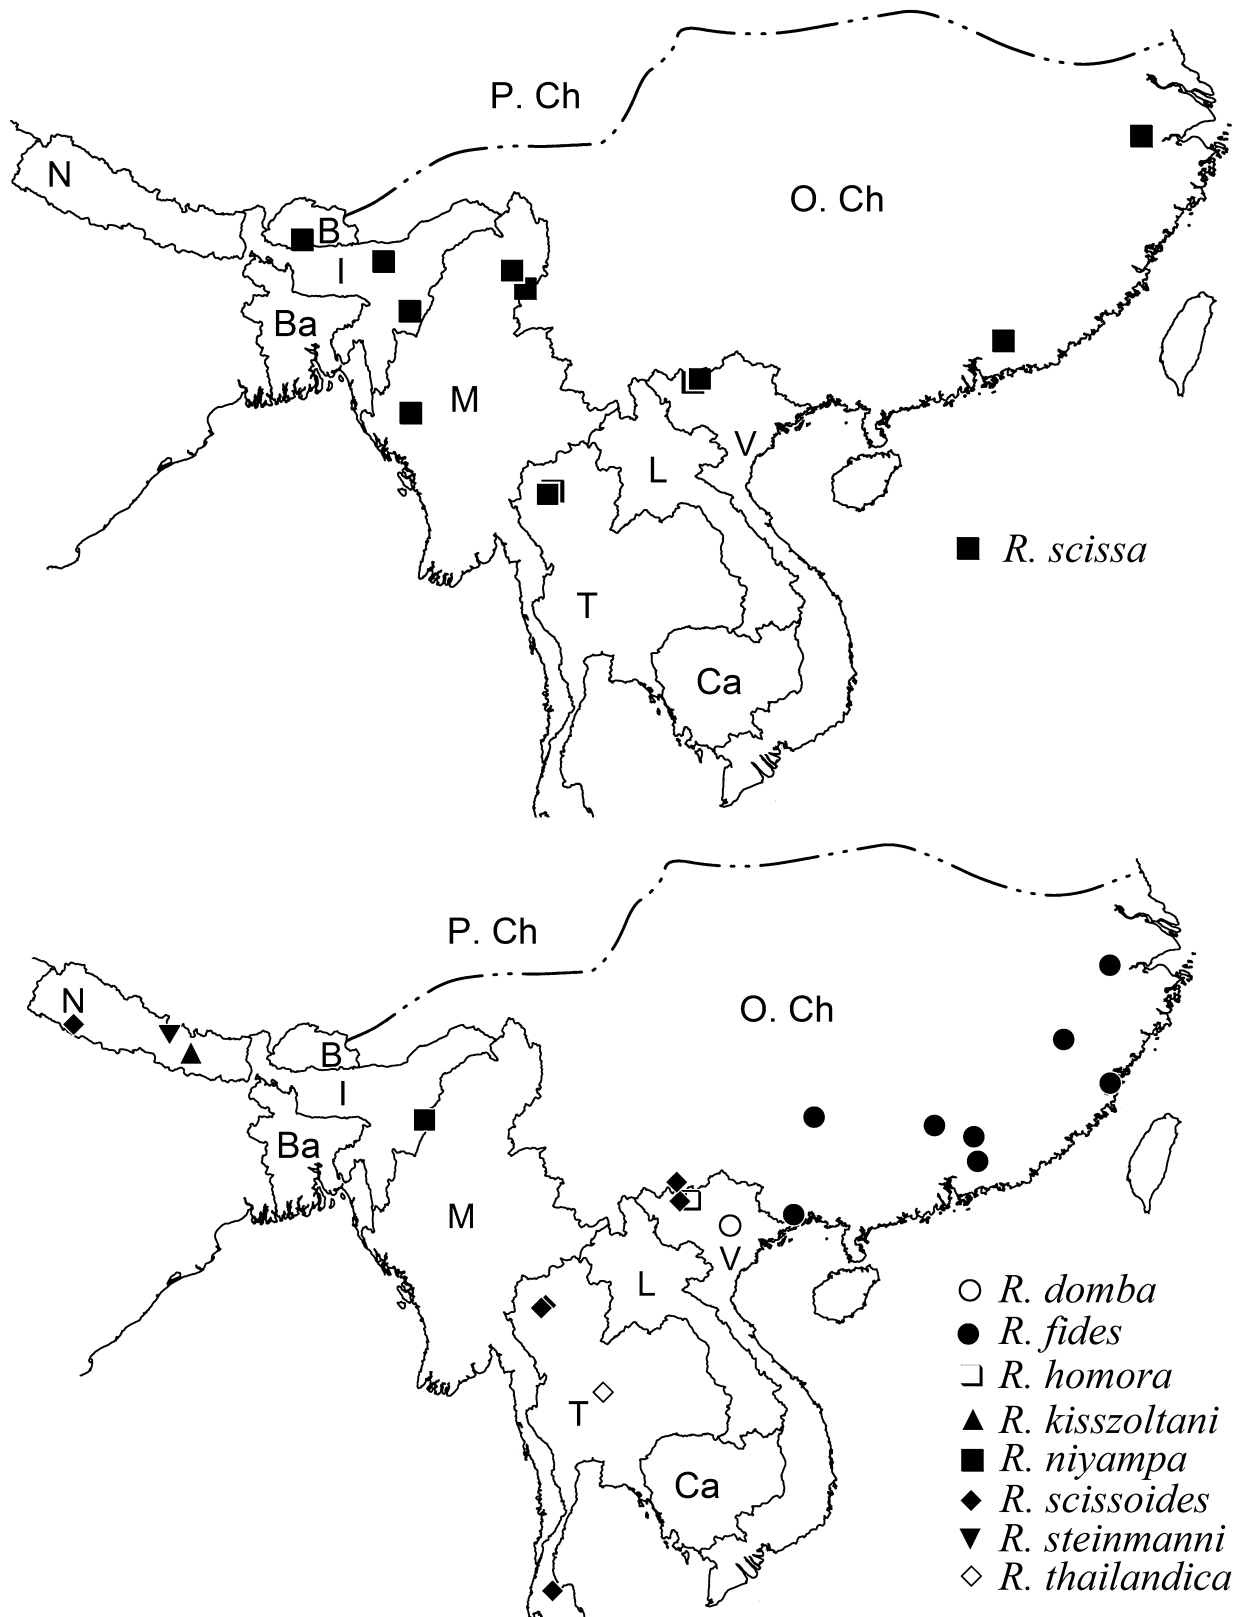 P. Ch
N
O. Ch
B
I
Ba
M
V
L
R. scissa
T
Ca
P. Ch
N
O. Ch
B
I
Ba
M
V
L
R. domba
R. fides
R. homora
T
R. kisszoltani
R. niyampa
Ca
R. scissoides
R. steinmanni
R. thailandica